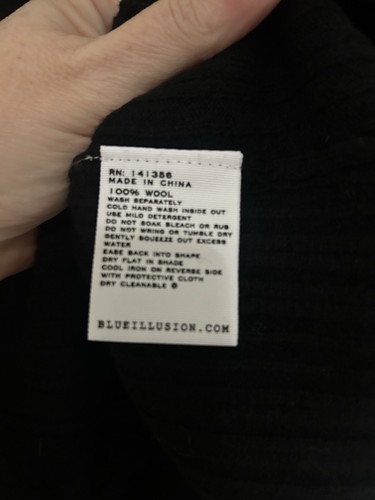 RN: 141356
MADE IN CHINA
100% WOOL
WASH SEPARATELY
COLD HAND WASH INSIDE OUT
USE MILD DETERGENT
DO NOT SOAK BLEACH OR RUB
DO NOT WRING OR TUMBLE DRY
GENTLY SQUEEZE OUT EXCESS
WATER
EASE BACK INTO SHAPE
DRY FLAT IN SHADE
COOL IRON ON REVERSE SIDE
WITH PROTECTIVE CLOTH
DRY CLEANABLE Ⓟ
BLUEILLUSION.COM